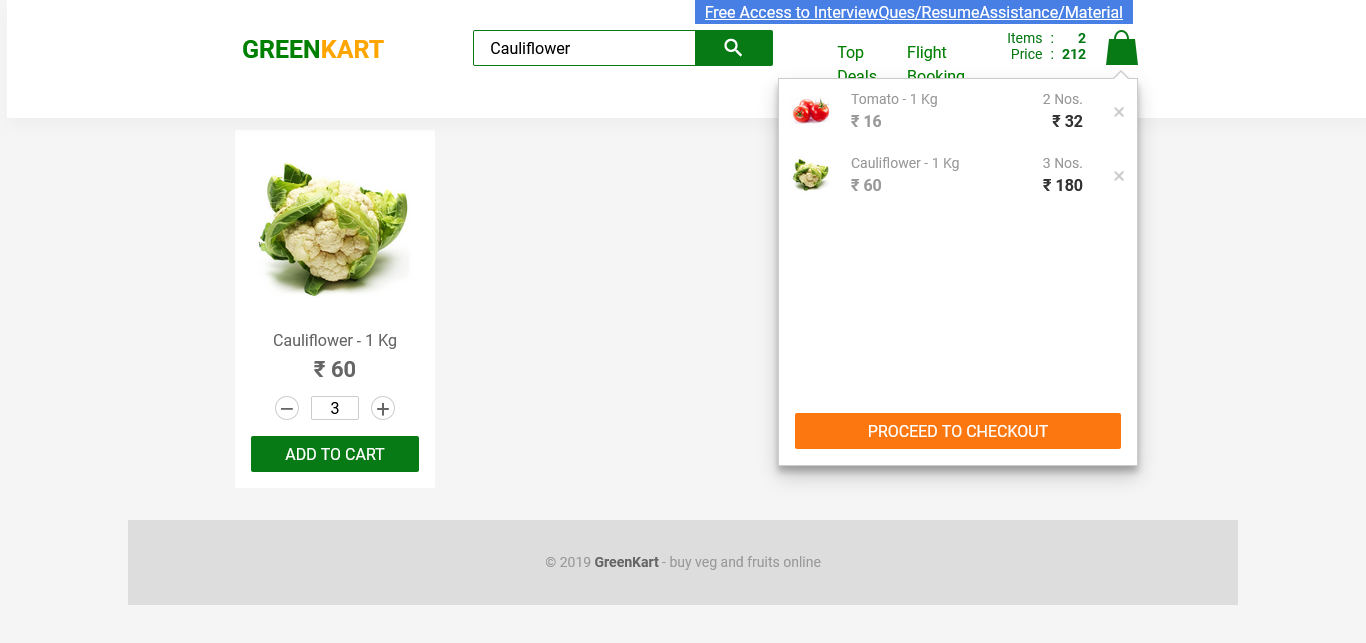 Free Access to InterviewQues/ResumeAssistance/Material
GREENKART
Cauliflower
Top
Deals
Flight
Booking
Items : 2
Price : 212
Tomato - 1 Kg
2 Nos.
₹ 16
₹ 32
×
Cauliflower - 1 Kg
3 Nos.
₹ 60
₹ 180
×
PROCEED TO CHECKOUT
Cauliflower - 1 Kg
₹ 60
− 3 +
ADD TO CART
© 2019 GreenKart - buy veg and fruits online